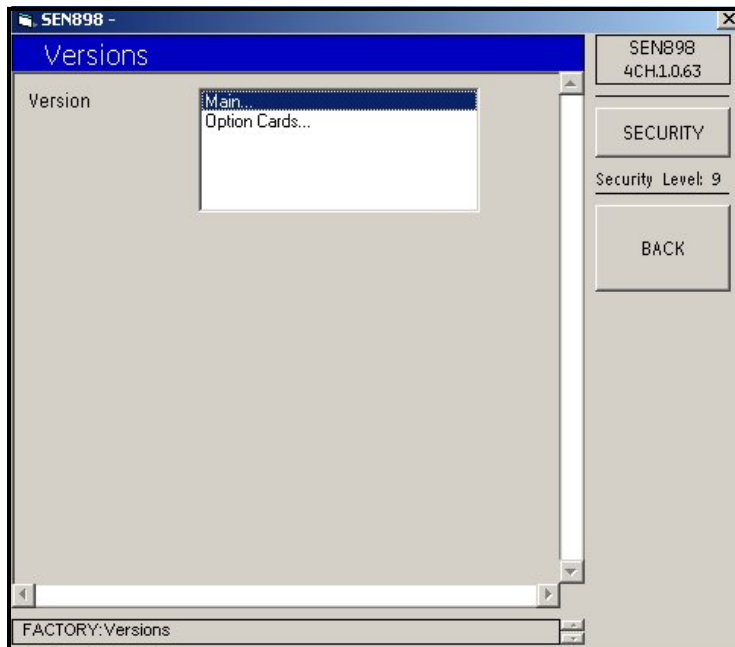 SEN898 -
Versions
SEN898
4CH.1.0.63
Version
Main...
Option Cards...
SECURITY
Security Level: 9
BACK
FACTORY:Versions